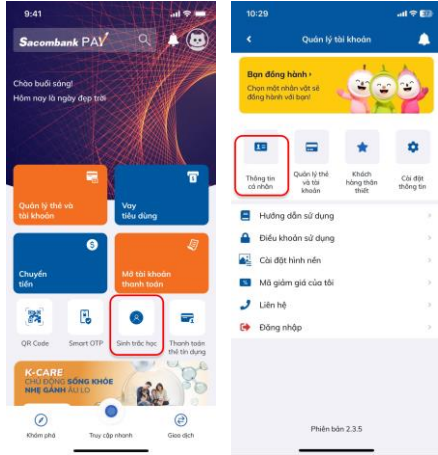 9:41
Sacombank PAY
Chào buổi sáng!
Hôm nay là ngày đẹp trời
Quản lý thẻ và
tài khoản
Vay
tiêu dùng
Chuyển
tiền
Mở tài khoản
thanh toán
QR Code
Smart OTP
Sinh trắc học
Thanh toán
thẻ tín dụng
K-CARE
CHỦ ĐỘNG SỐNG KHỎE
NHẸ GÁNH ÂU LO
Khám phá
Truy cập nhanh
Giao dịch
10:29
Quản lý tài khoản
Bạn đồng hành ›
Chọn một nhân vật sẽ
đồng hành với bạn!
Thông tin
cá nhân
Quản lý thẻ
và tài
khoản
Khách
hàng thân
thiết
Cài đặt
thông tin
Hướng dẫn sử dụng
Điều khoản sử dụng
Cài đặt hình nền
Mã giảm giá của tôi
Liên hệ
Đăng nhập
Phiên bản 2.3.5